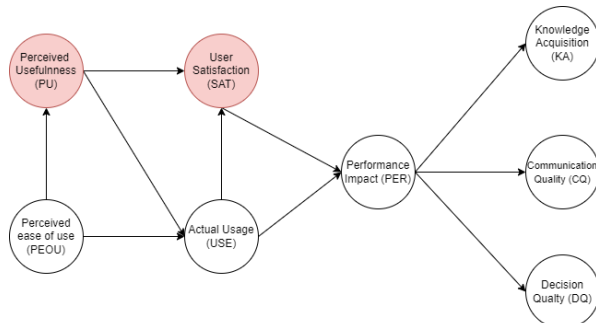 Perceived
Usefulnness
(PU)
User
Satisfaction
(SAT)
Knowledge
Acquisition
(KA)
Performance
Impact (PER)
Communication
Quality (CQ)
Perceived
ease of use
(PEOU)
Actual Usage
(USE)
Decision
Qualty (DQ)